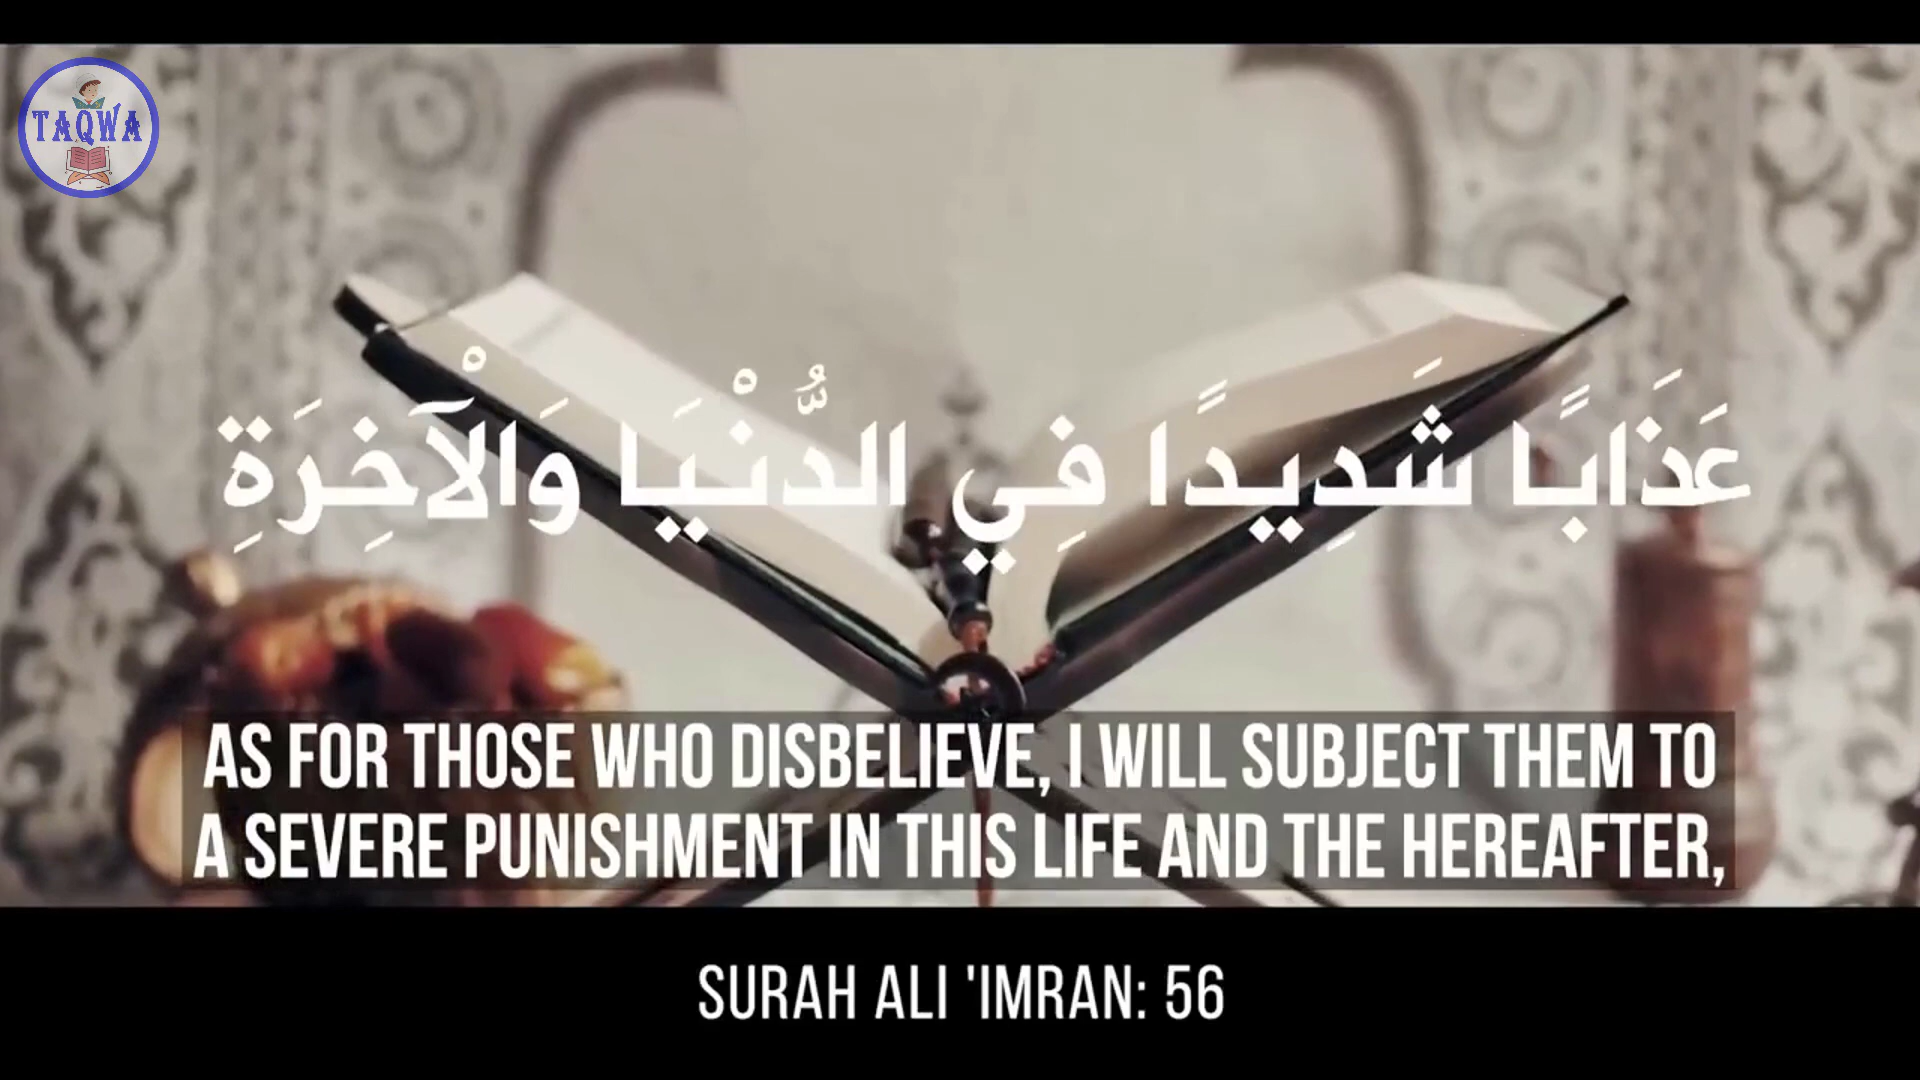 TAQWA
عَذَابًا شَدِيدًا فِي الدُّنْيَا وَالْآخِرَةِ
AS FOR THOSE WHO DISBELIEVE, I WILL SUBJECT THEM TO
A SEVERE PUNISHMENT IN THIS LIFE AND THE HEREAFTER,
SURAH ALI 'IMRAN: 56